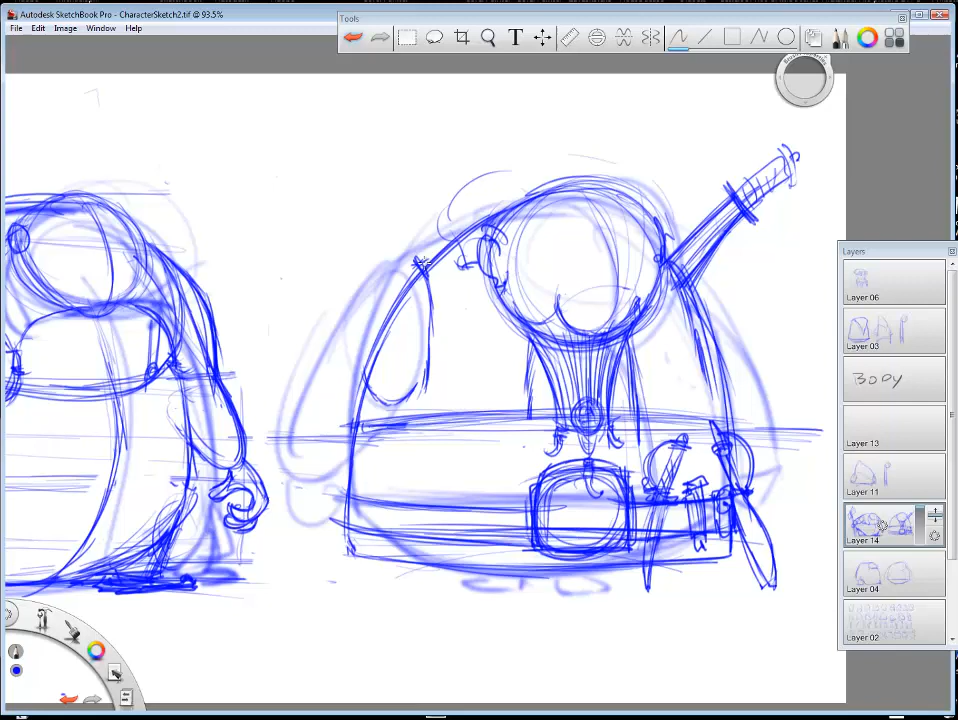 Autodesk SketchBook Pro - CharacterSketch2.tif @ 93.5%
File Edit Image Window Help
Tools
T
Layers
Layer 06
Layer 03
BODY
Layer 13
Layer 11
Layer 14
Layer 04
Layer 02